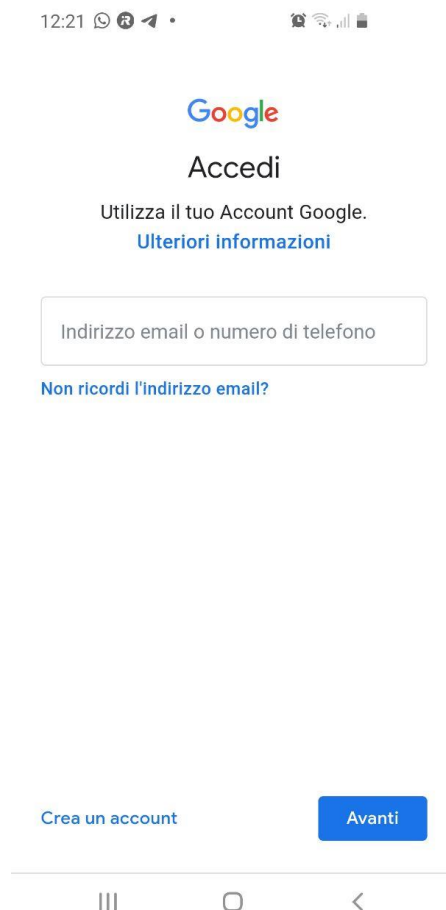 12:21
Google
Accedi
Utilizza il tuo Account Google.
Ulteriori informazioni
Indirizzo email o numero di telefono
Non ricordi l'indirizzo email?
Crea un account
Avanti